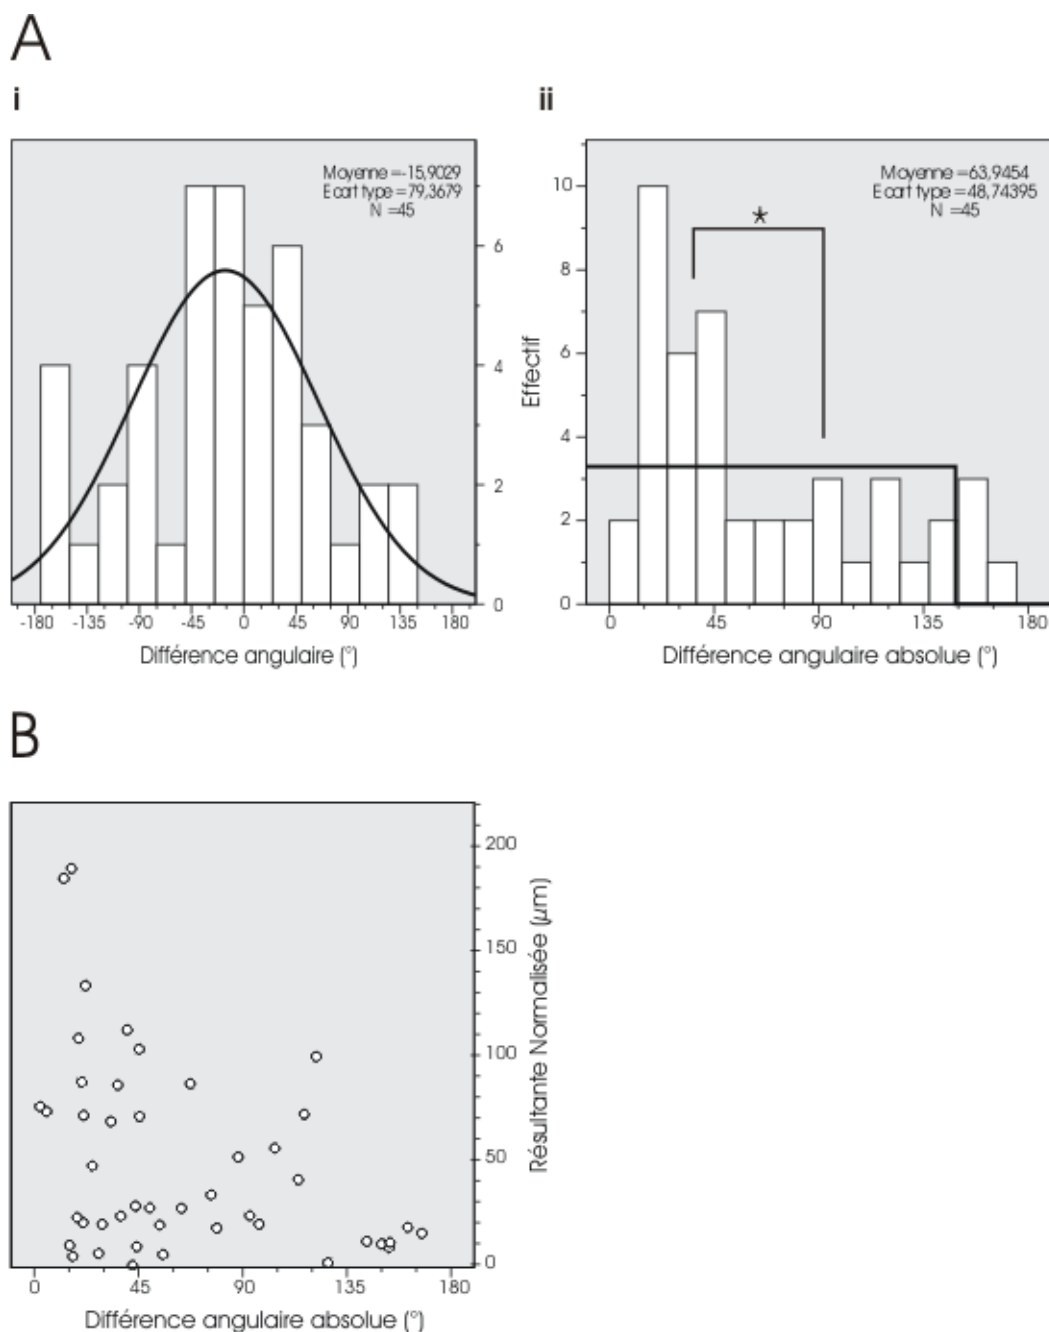 A
i
ii
Moyenne =-15,9029
Ecart type =79,3679
N =45
6
4
2
0
-180 -135 -90 -45 0 45 90 135 180
Différence angulaire (°)
Moyenne =63,9454
Ecart type =48,74395
N =45
*
Effectif
10
8
6
4
2
0
0 45 90 135 180
Différence angulaire absolue (°)
B
200
150
100
50
0
Résultante Normalisée (µm)
0 45 90 135 180
Différence angulaire absolue (°)